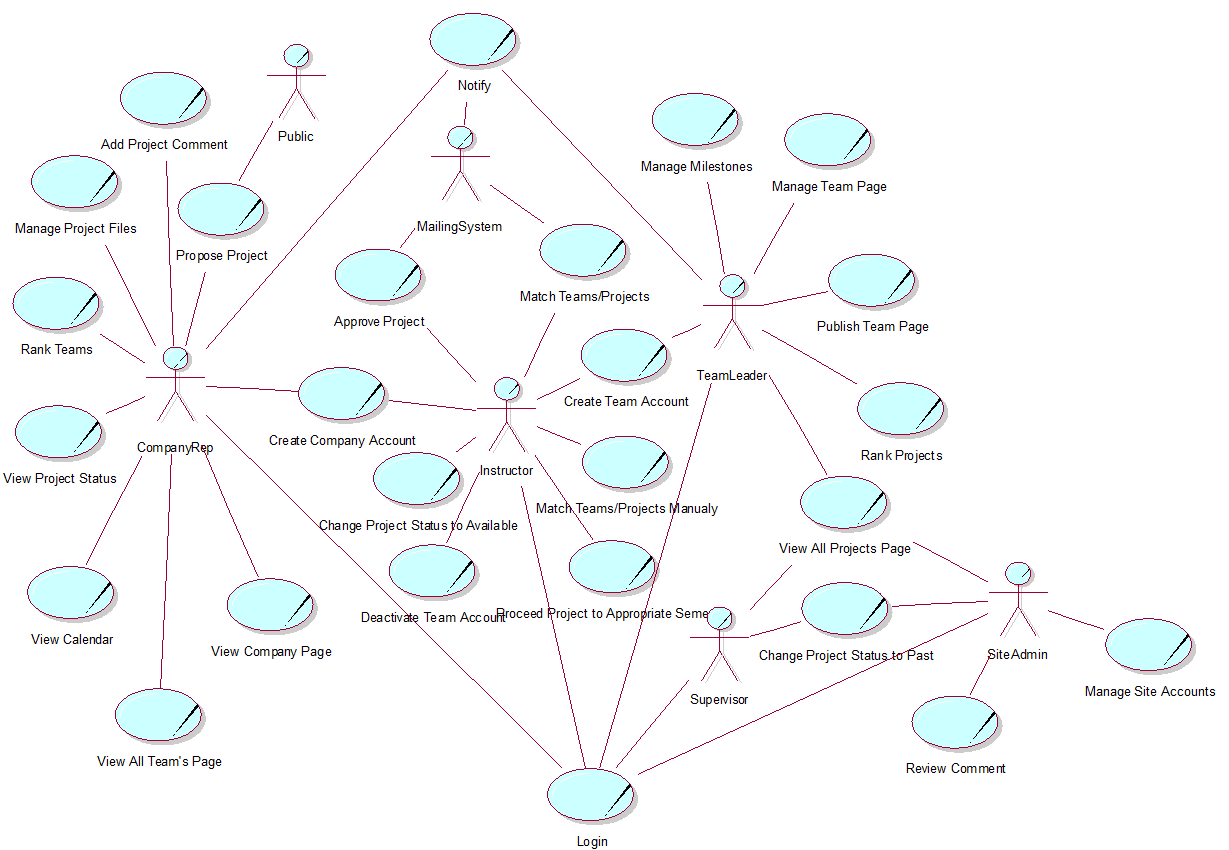 Notify
Public
Add Project Comment
Manage Milestones
Manage Team Page
Manage Project Files
MailingSystem
Propose Project
Match Teams/Projects
Approve Project
Publish Team Page
Rank Teams
TeamLeader
Create Team Account
Create Company Account
CompanyRep
Rank Projects
Instructor
View Project Status
Match Teams/Projects Manualy
Change Project Status to Available
View All Projects Page
Deactivate Team Account
Proceed Project to Appropriate Seme
View Calendar
View Company Page
Change Project Status to Past
SiteAdmin
Manage Site Accounts
Supervisor
View All Team's Page
Review Comment
Login